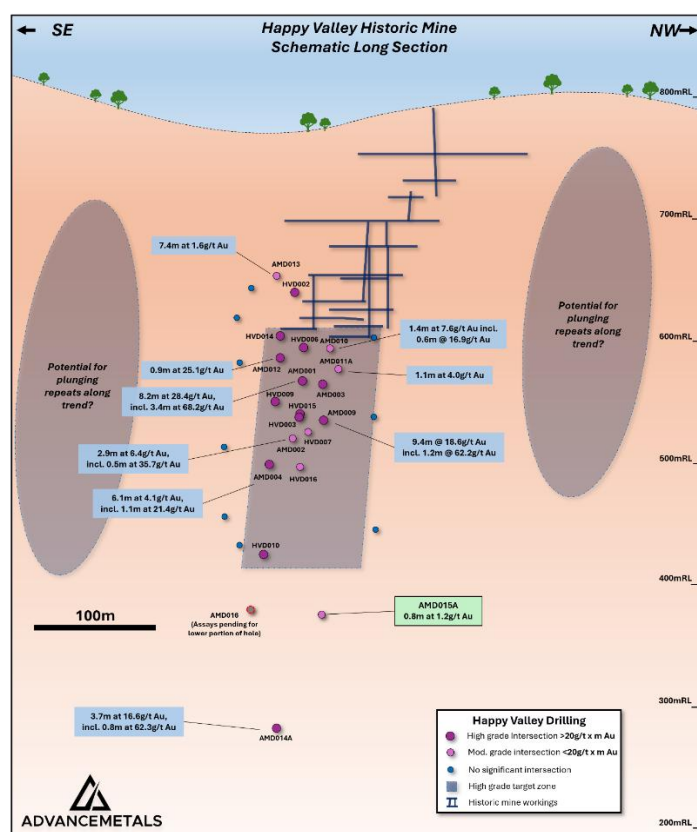 SE
Happy Valley Historic Mine
Schematic Long Section
NW
800mRL
700mRL
7.4m at 1.6g/t Au
AMD013
HVD002
Potential for
plunging
repeats along
trend?
1.4m at 7.6g/t Au incl.
0.6m @ 16.9g/t Au
600mRL
HVD014
HVD006
AMD010
AMD011A
Potential for
plunging
repeats along
trend?
0.9m at 25.1g/t Au
AMD012
AMD001
1.1m at 4.0g/t Au
8.2m at 28.4g/t Au,
incl. 3.4m at 68.2g/t Au
HVD009
AMD003
HVD015
AMD009
HVD003
HVD007
9.4m @ 18.6g/t Au
incl. 1.2m @ 62.2g/t Au
2.9m at 6.4g/t Au,
incl. 0.5m at 35.7g/t Au
AMD002
500mRL
AMD004
HVD016
6.1m at 4.1g/t Au,
incl. 1.1m at 21.4g/t Au
HVD010
400mRL
100m
AMD016
(Assays pending for
lower portion of hole)
AMD015A
0.8m at 1.2g/t Au
300mRL
3.7m at 16.6g/t Au,
incl. 0.8m at 62.3g/t Au
AMD014A
Happy Valley Drilling
High grade Intersection >20g/t x m Au
Mod. grade intersection <20g/t x m Au
No significant intersection
High grade target zone
Historic mine workings
ADVANCEMETALS
200mRL